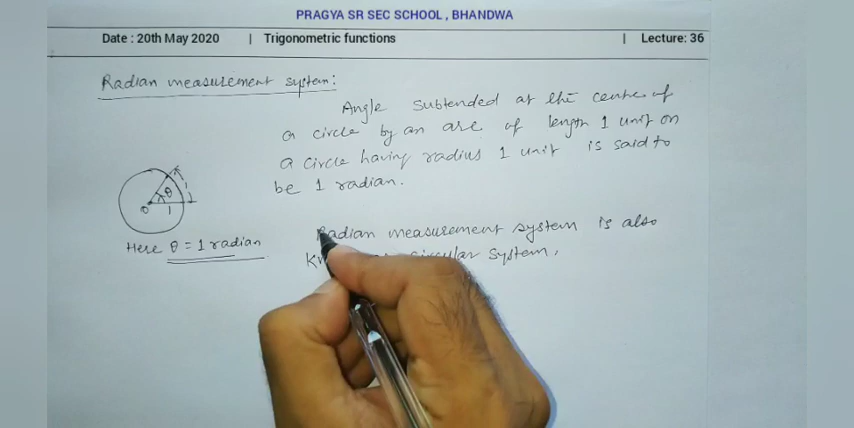 PRAGYA SR SEC SCHOOL, BHANDWA
Date : 20th May 2020 | Trigonometric functions | Lecture: 36
Radian measurement system:
Angle subtended at the centre of
a circle by an arc of length 1 unit on
a circle having radius 1 unit is said to
be 1 radian.
θ
O 1
Here θ = 1 radian
Radian measurement system is also
circular system.